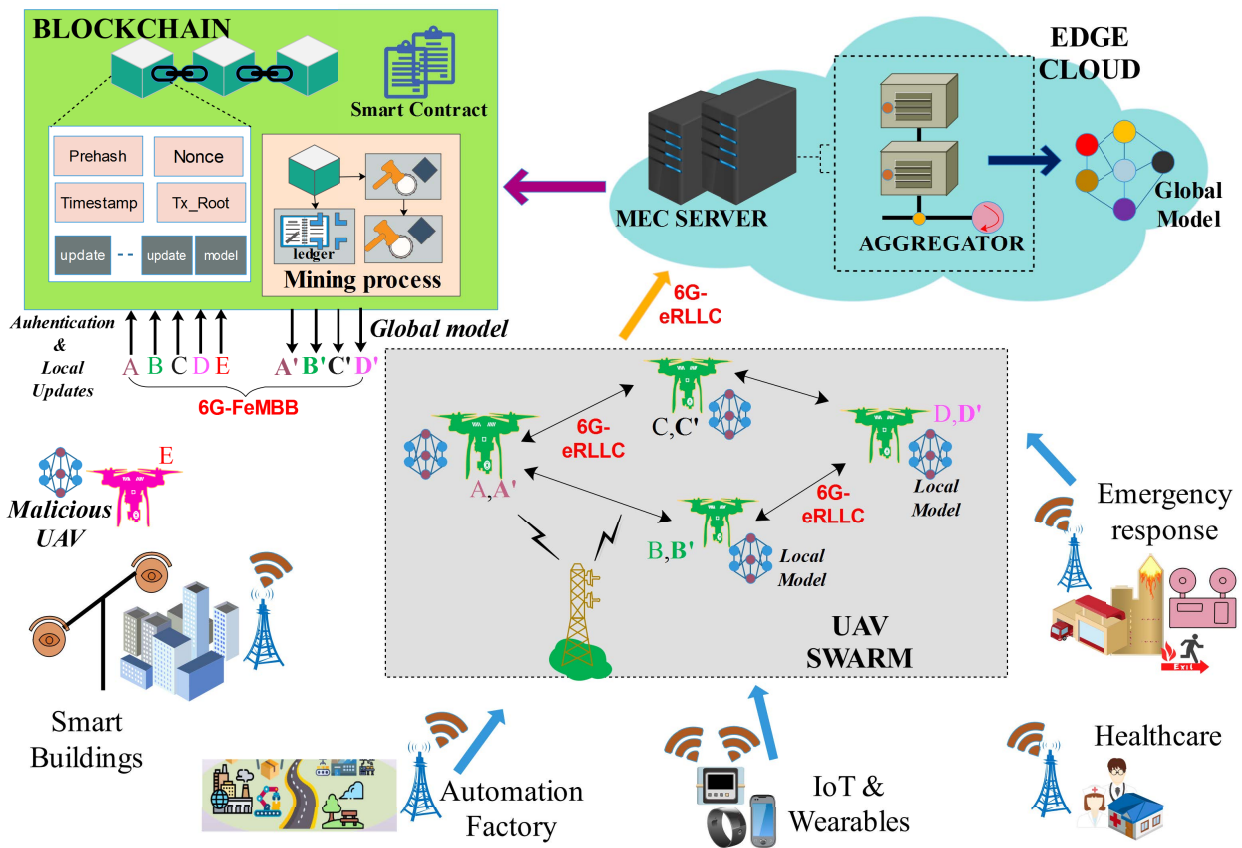 BLOCKCHAIN
Smart Contract
Prehash
Nonce
Timestamp
Tx_Root
update
update
model
ledger
Mining process
EDGE
CLOUD
MEC SERVER
AGGREGATOR
Global
Model
Auhentication
&
Local
Updates
A B C D E
A' B' C' D'
Global model
6G-FeMBB
6G-
eRLLC
C,C'
D,D'
6G-
eRLLC
A,A'
Local
Model
6G-
eRLLC
B,B'
Local
Model
UAV
SWARM
E
Malicious
UAV
Smart
Buildings
Emergency
response
Exit
Automation
Factory
IoT &
Wearables
Healthcare